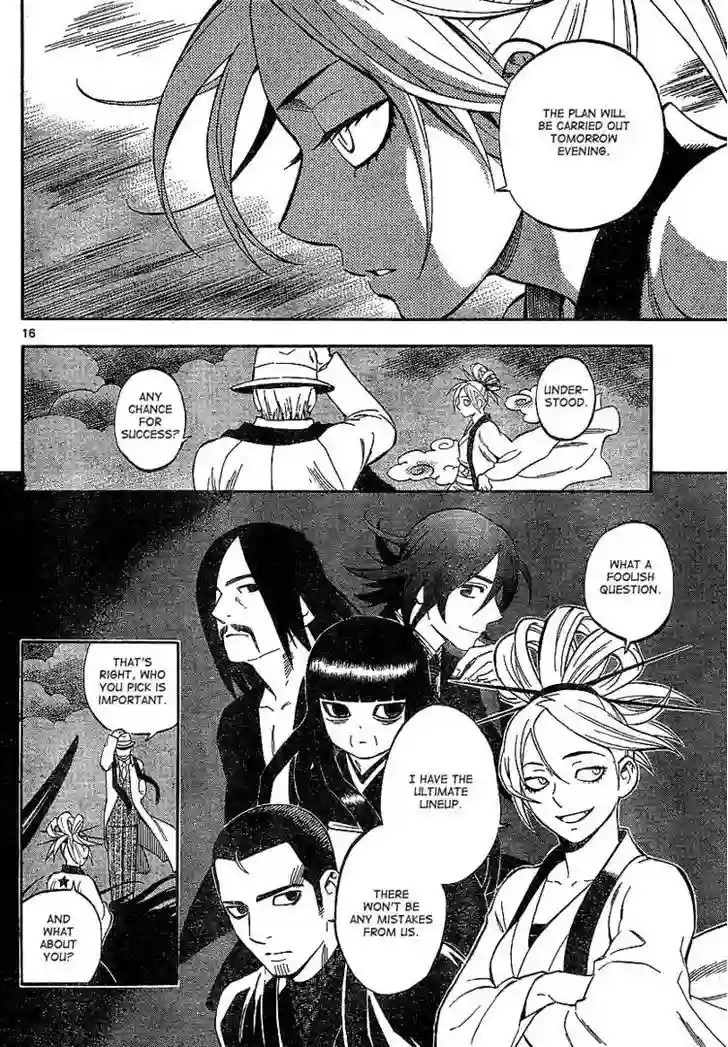 THE PLAN WILL
BE CARRIED OUT
TOMORROW
EVENING.
16
UNDER-
STOOD.
ANY
CHANCE
FOR
SUCCESS?
WHAT A
FOOLISH
QUESTION.
I HAVE THE
ULTIMATE
LINEUP.
THERE
WON'T BE
ANY MISTAKES
FROM US.
THAT'S
RIGHT, WHO
YOU PICK IS
IMPORTANT.
AND
WHAT
ABOUT
YOU?